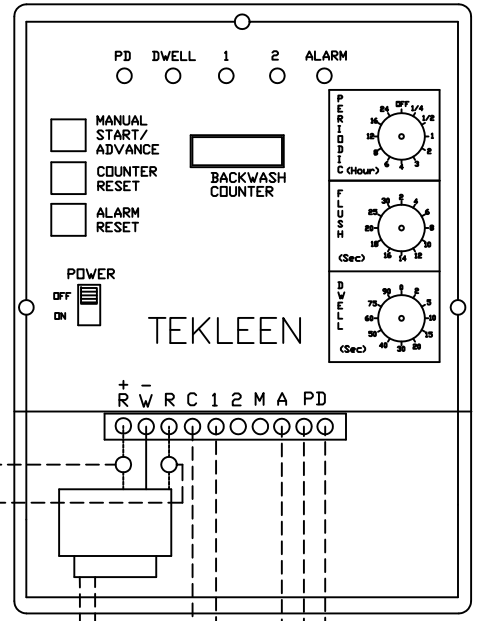 PD DWELL 1 2 ALARM
MANUAL
START/
ADVANCE
COUNTER
RESET
ALARM
RESET
BACKWASH
COUNTER
POWER
OFF
ON
TEKLEEN
PERIODIC
(Hour)
OFF 1/4 1/2 1 2 3 4 6 8 12 16 24
FLUSH
(Sec)
2 4 6 8 10 12 14 16 18 20 25 30
DWELL
(Sec)
0 2 5 10 15 20 30 40 50 60 75 90
+ -
R W R C 1 2 M A PD